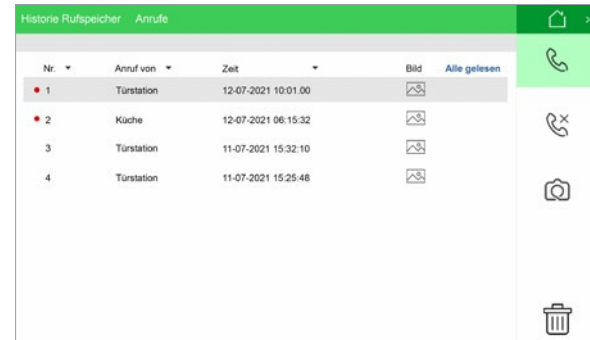 Historie Rufspeicher Anrufe
Nr. Anruf von Zeit Bild Alle gelesen
1 Türstation 12-07-2021 10:01.00
2 Küche 12-07-2021 06:15:32
3 Türstation 11-07-2021 15:32:10
4 Türstation 11-07-2021 15:25:48